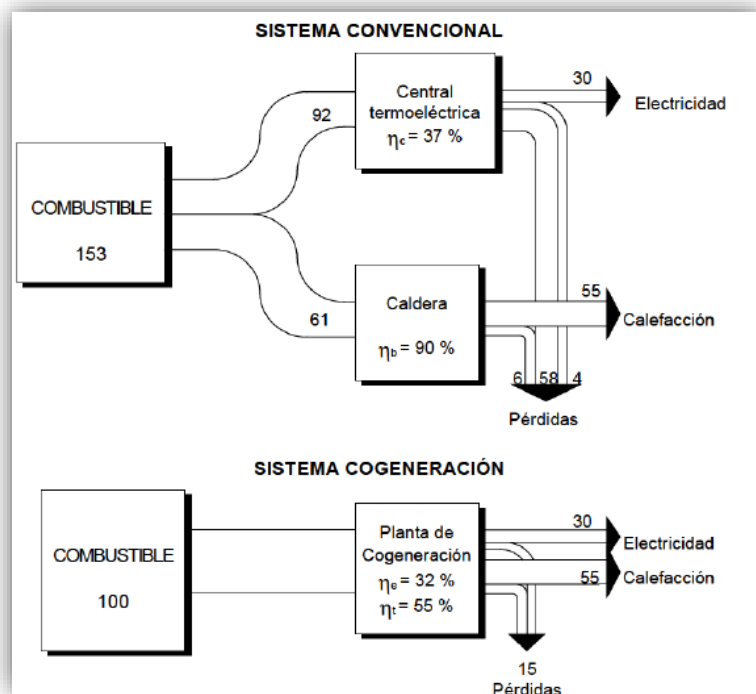 SISTEMA CONVENCIONAL
COMBUSTIBLE
153
92
61
Central
termoeléctrica
ηc = 37 %
30
Electricidad
Caldera
ηb = 90 %
55
Calefacción
6 58 4
Pérdidas
SISTEMA COGENERACIÓN
COMBUSTIBLE
100
Planta de
Cogeneración
ηe = 32 %
ηt = 55 %
30
Electricidad
55
Calefacción
15
Pérdidas